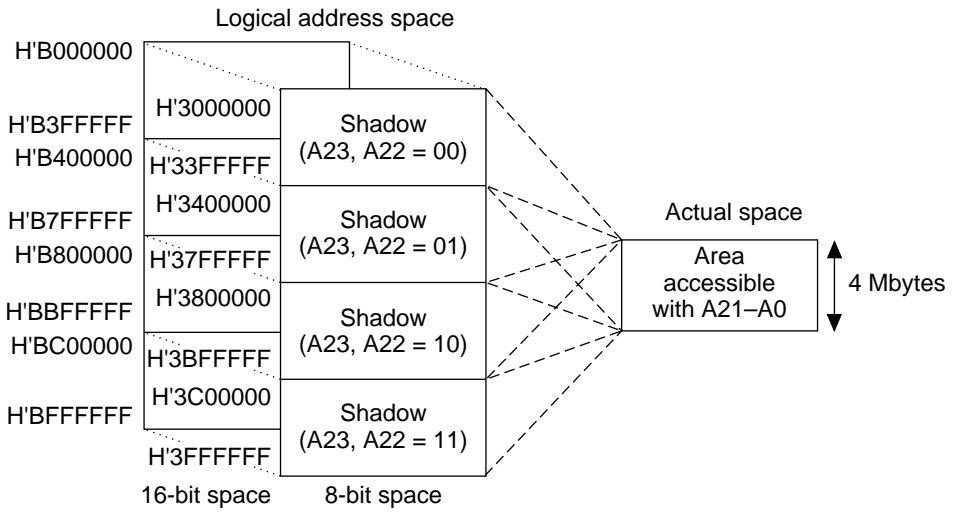 Logical address space
H'B000000
H'3000000
H'B3FFFFF
H'B400000
H'33FFFFF
H'3400000
H'B7FFFFF
H'B800000
H'37FFFFF
H'3800000
H'BBFFFFF
H'BC00000
H'3BFFFFF
H'3C00000
H'BFFFFFF
H'3FFFFFF
Shadow
(A23, A22 = 00)
Shadow
(A23, A22 = 01)
Shadow
(A23, A22 = 10)
Shadow
(A23, A22 = 11)
16-bit space
8-bit space
Actual space
Area
accessible
with A21–A0
4 Mbytes